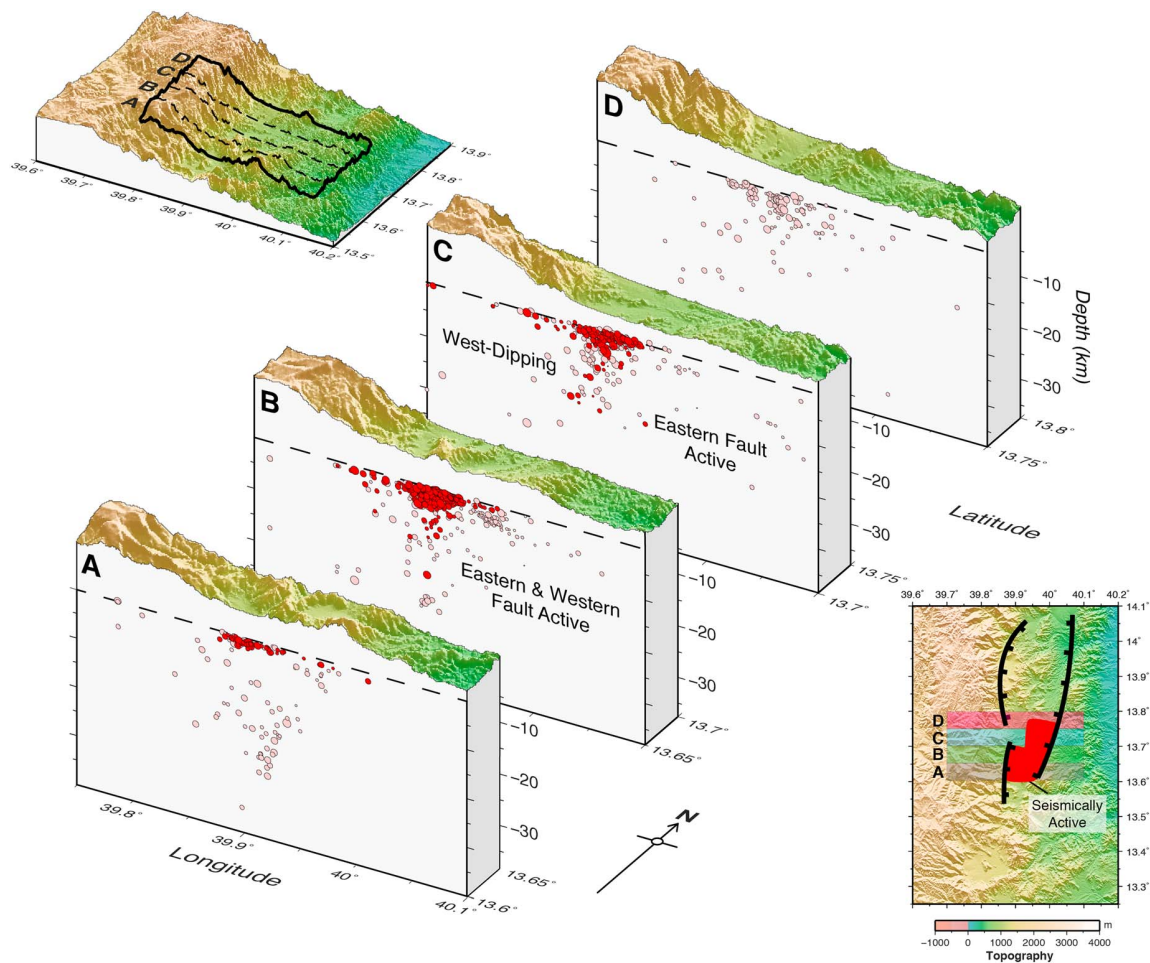 D
C
B
A
39.6°
39.7°
39.8°
39.9°
40°
40.1°
40.2°
13.5°
13.6°
13.7°
13.8°
13.9°
D
−10
−20
−30
Depth (km)
13.8°
13.75°
C
West-Dipping
Eastern Fault
Active
−10
−20
−30
13.75°
13.7°
Latitude
B
Eastern & Western
Fault Active
−10
−20
−30
13.7°
13.65°
A
−10
−20
−30
13.65°
13.6°
39.8°
39.9°
40°
40.1°
Longitude
N
39.6°
39.7°
39.8°
39.9°
40°
40.1°
40.2°
14.1°
14°
13.9°
13.8°
13.7°
13.6°
13.5°
13.4°
13.3°
D
C
B
A
Seismically
Active
m
−1000
0
1000
2000
3000
4000
Topography